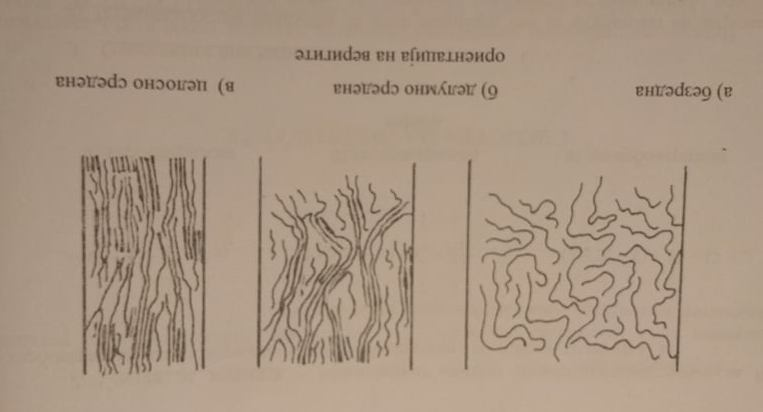 а) безредна
б) делумно средена
в) целосно средена
ориентација на веригите